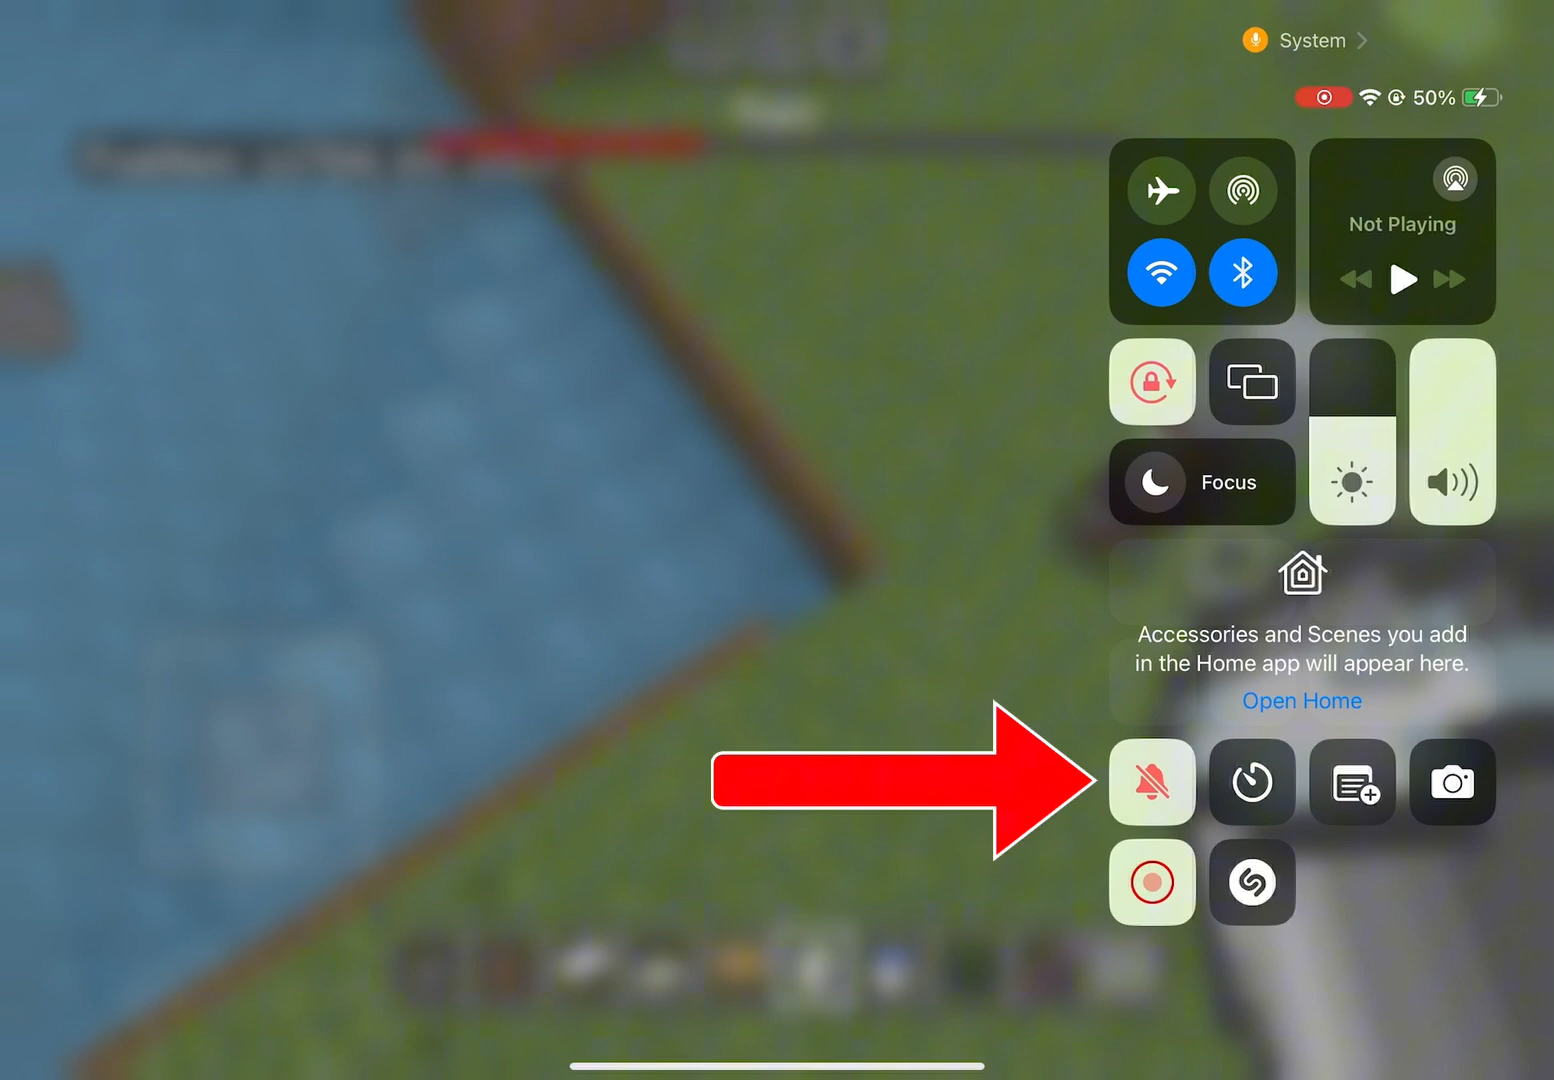 System
50%
Not Playing
Focus
Accessories and Scenes you add
in the Home app will appear here.
Open Home